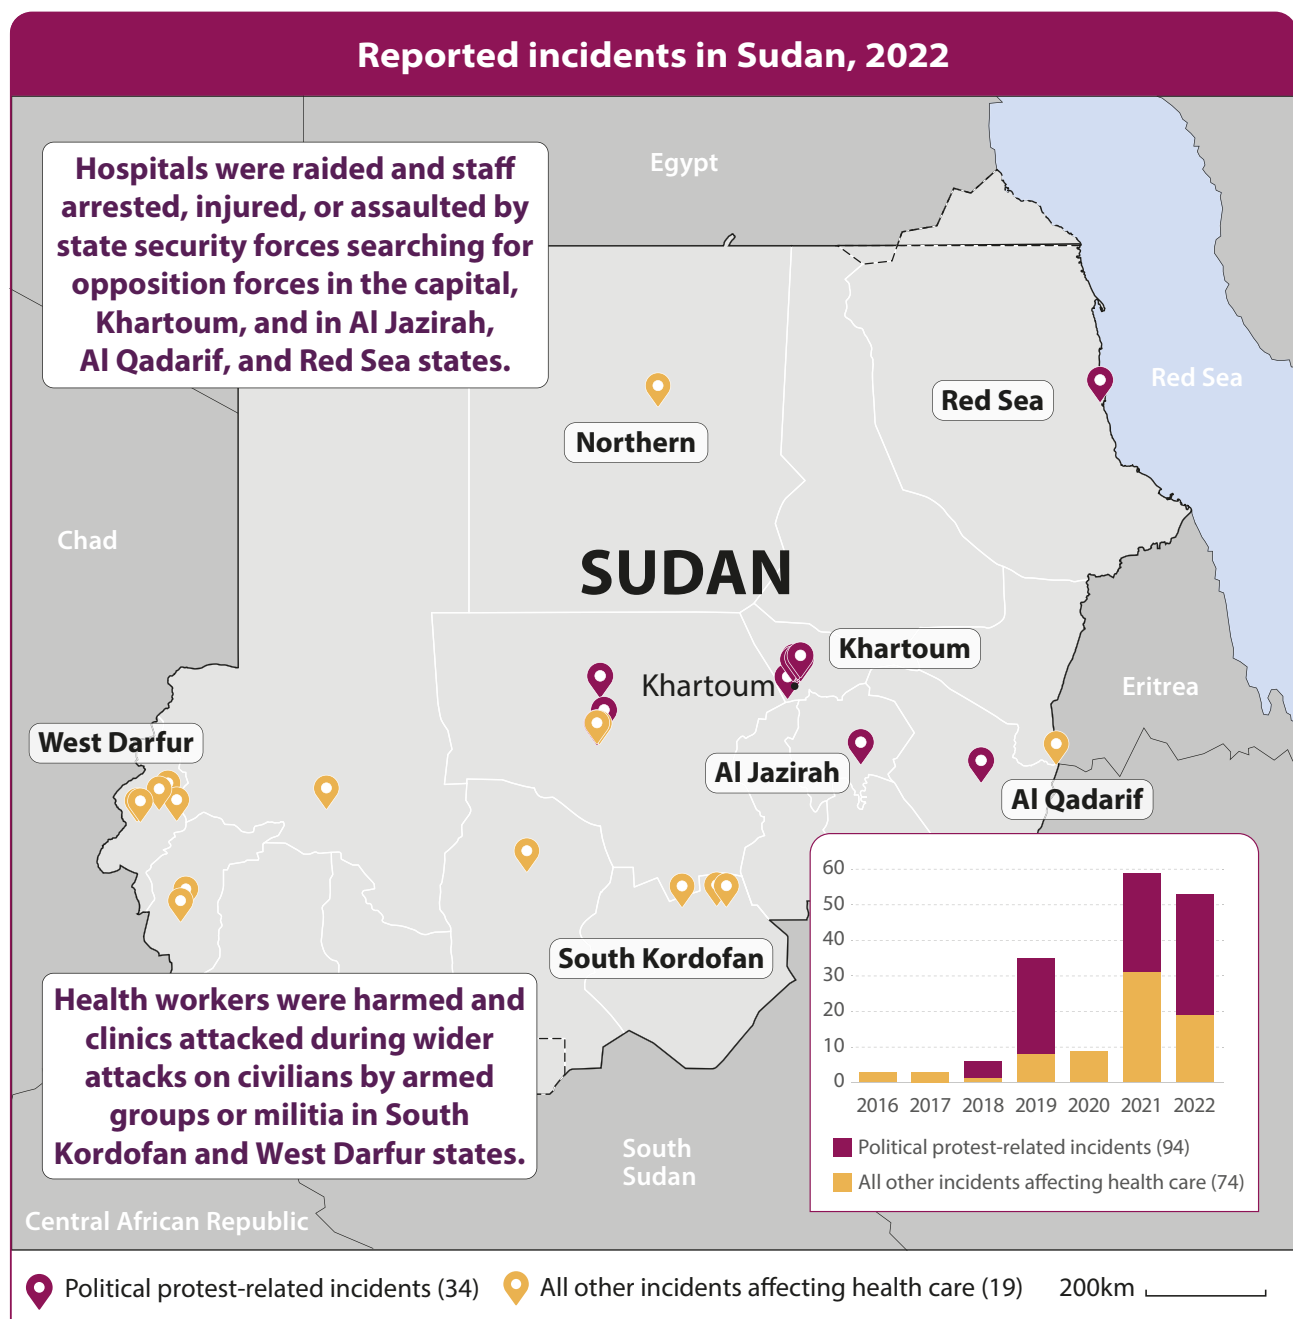 Reported incidents in Sudan, 2022
Hospitals were raided and staff
arrested, injured, or assaulted by
state security forces searching for
opposition forces in the capital,
Khartoum, and in Al Jazirah,
Al Qadarif, and Red Sea states.
Egypt
Red Sea
Red Sea
Northern
Chad
SUDAN
Khartoum
Khartoum
Eritrea
West Darfur
Al Jazirah
Al Qadarif
South Kordofan
Health workers were harmed and
clinics attacked during wider
attacks on civilians by armed
groups or militia in South
Kordofan and West Darfur states.
South
Sudan
Central African Republic
60
50
40
30
20
10
0
2016 2017 2018 2019 2020 2021 2022
Political protest-related incidents (94)
All other incidents affecting health care (74)
Political protest-related incidents (34) All other incidents affecting health care (19) 200km